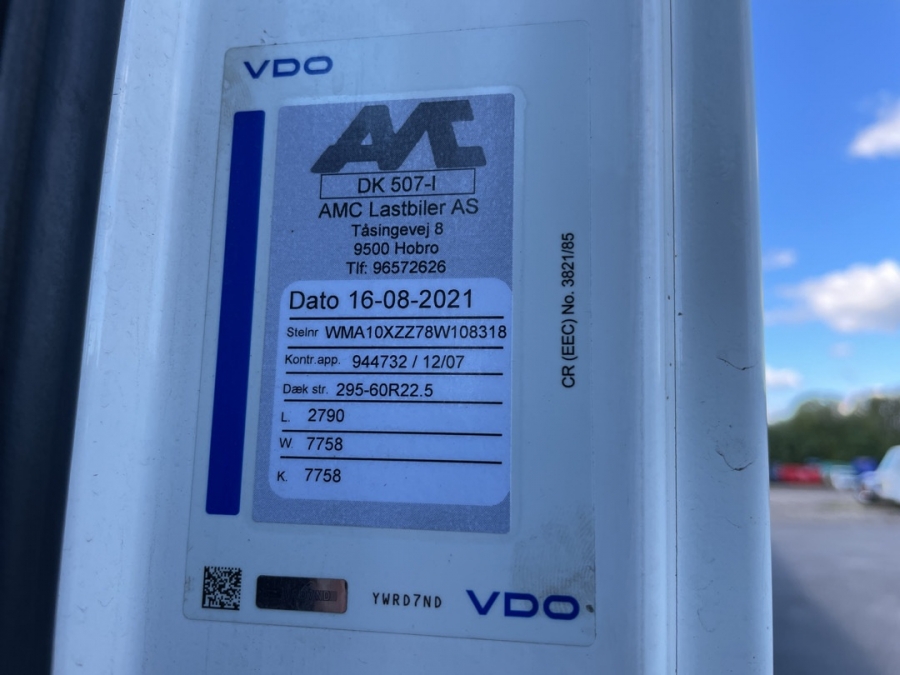 VDO
AMC
DK 507-I
AMC Lastbiler AS
Tåsingevej 8
9500 Hobro
Tlf: 96572626
Dato 16-08-2021
Stelnr WMA10XZZ78W108318
Kontr.app. 944732 / 12/07
Dæk str. 295-60R22.5
L. 2790
W 7758
K. 7758
CR (EEC) No. 3821/85
YWRD7ND
VDO